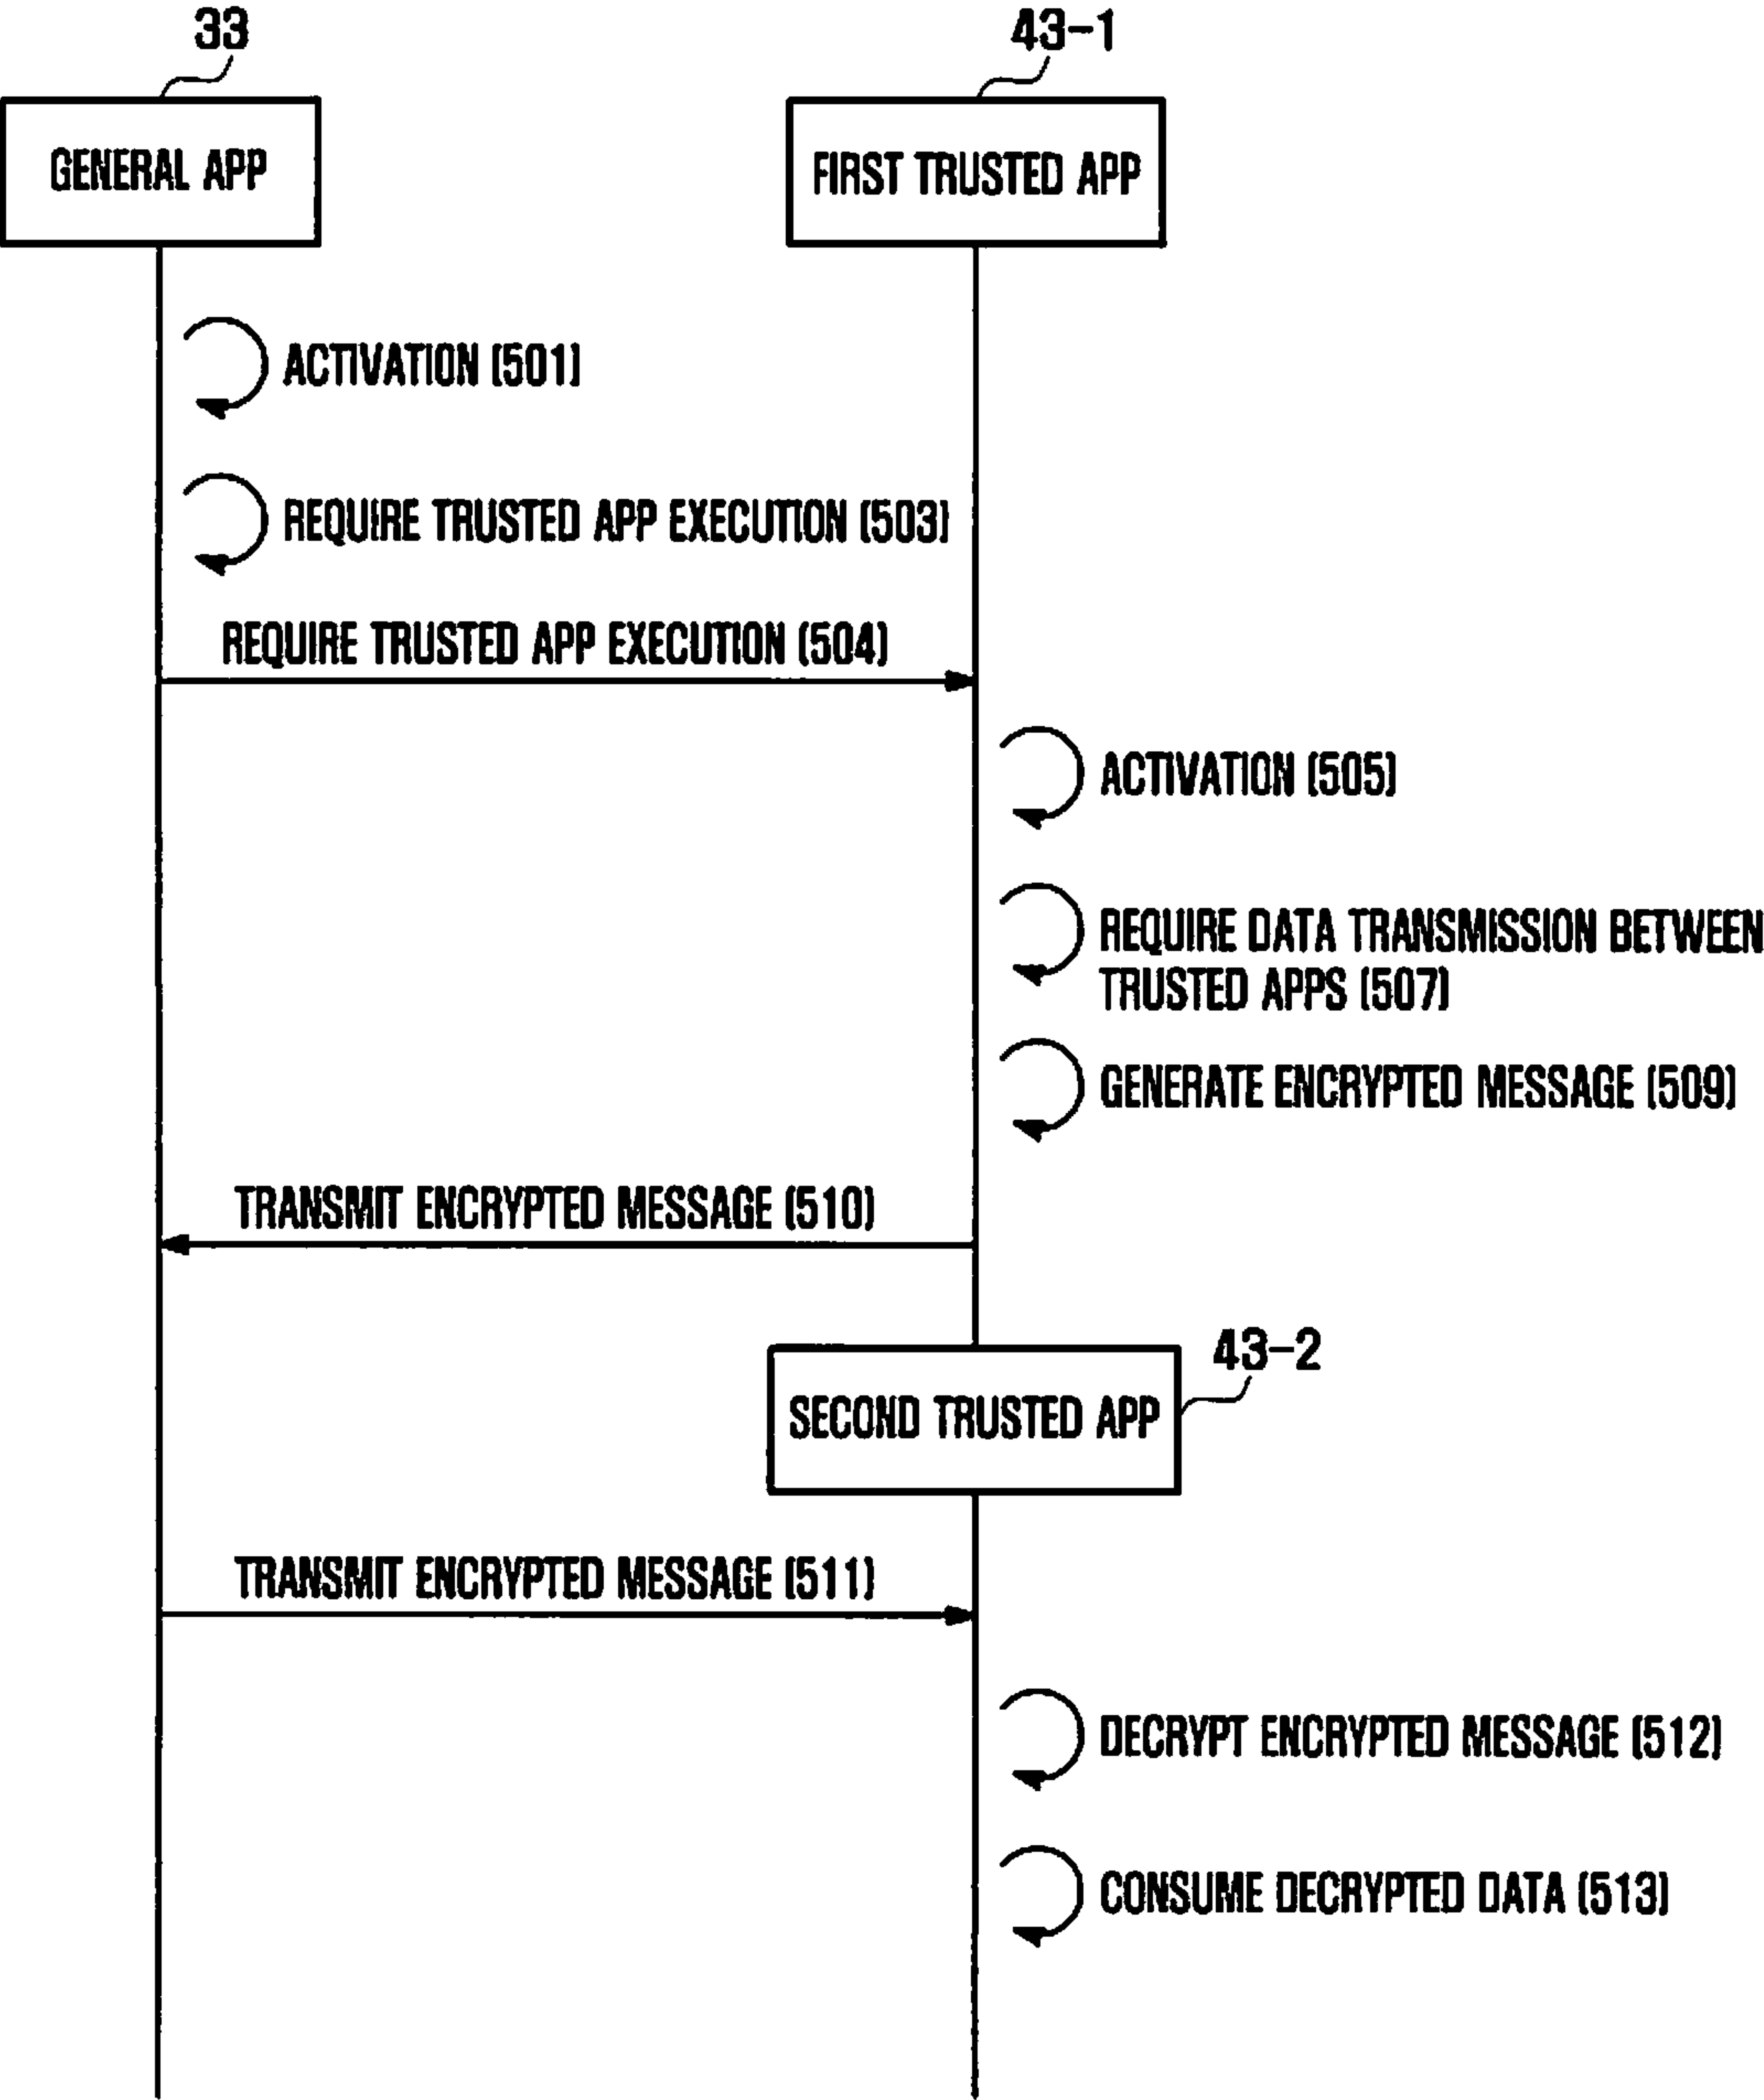 33
43-1
GENERAL APP
FIRST TRUSTED APP
ACTIVATION (501)
REQUIRE TRUSTED APP EXECUTION (503)
REQUIRE TRUSTED APP EXECUTION (504)
ACTIVATION (505)
REQUIRE DATA TRANSMISSION BETWEEN
TRUSTED APPS (507)
GENERATE ENCRYPTED MESSAGE (509)
TRANSMIT ENCRYPTED MESSAGE (510)
43-2
SECOND TRUSTED APP
TRANSMIT ENCRYPTED MESSAGE (511)
DECRYPT ENCRYPTED MESSAGE (512)
CONSUME DECRYPTED DATA (513)